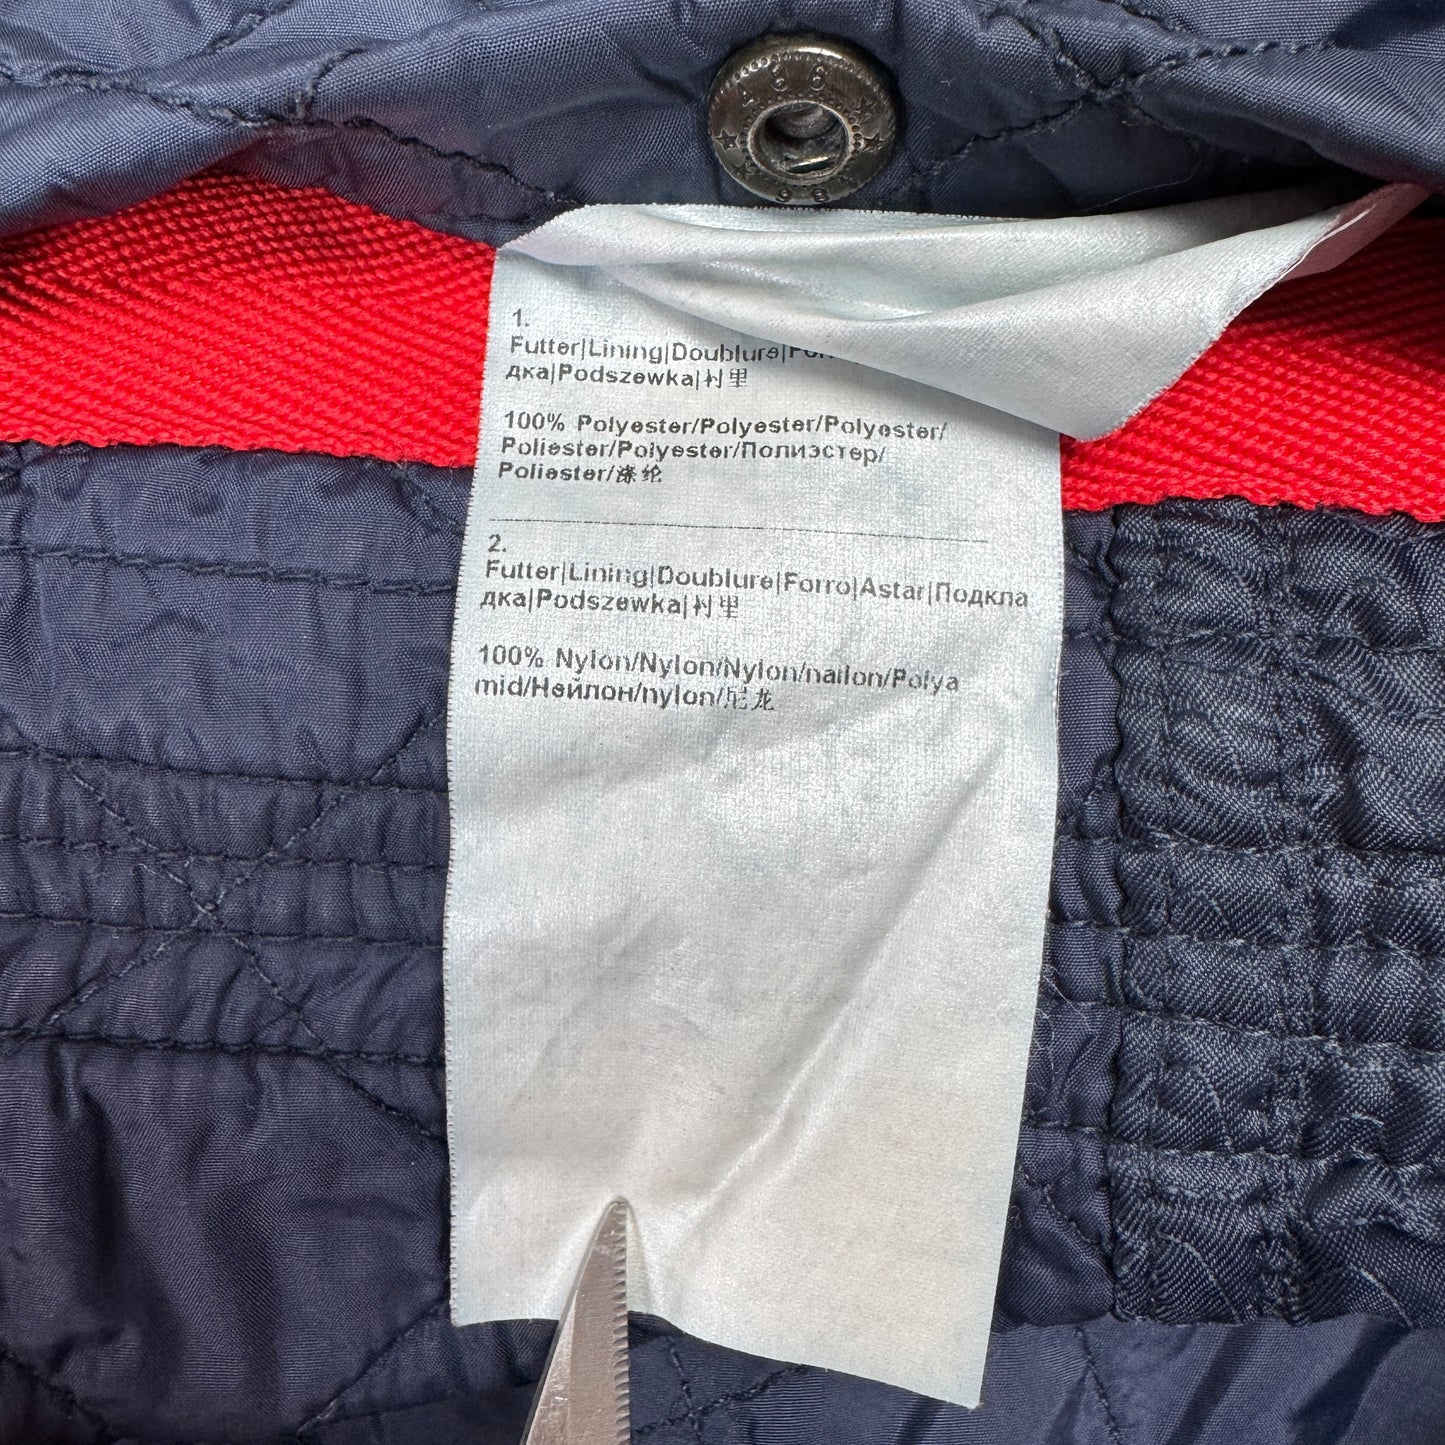 1.
Futter|Lining|Doublure|
дка|Podszewka|衬里
100% Polyester/Polyester/Polyester/
Poliester/Polyester/Полиэстер/
Poliester/涤纶
2.
Futter|Lining|Doublure|Forro|Astar|Подкла
дка|Podszewka|衬里
100% Nylon/Nylon/Nylon/nailon/Polya
mid/Нейлон/nylon/尼龙